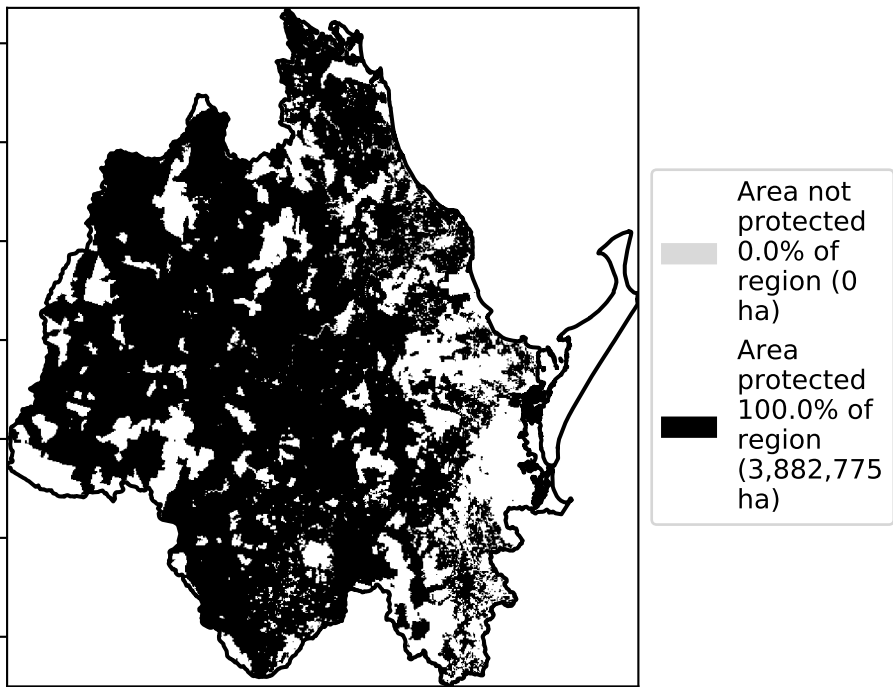 Area not
protected
0.0% of
region (0
ha)
Area
protected
100.0% of
region
(3,882,775
ha)